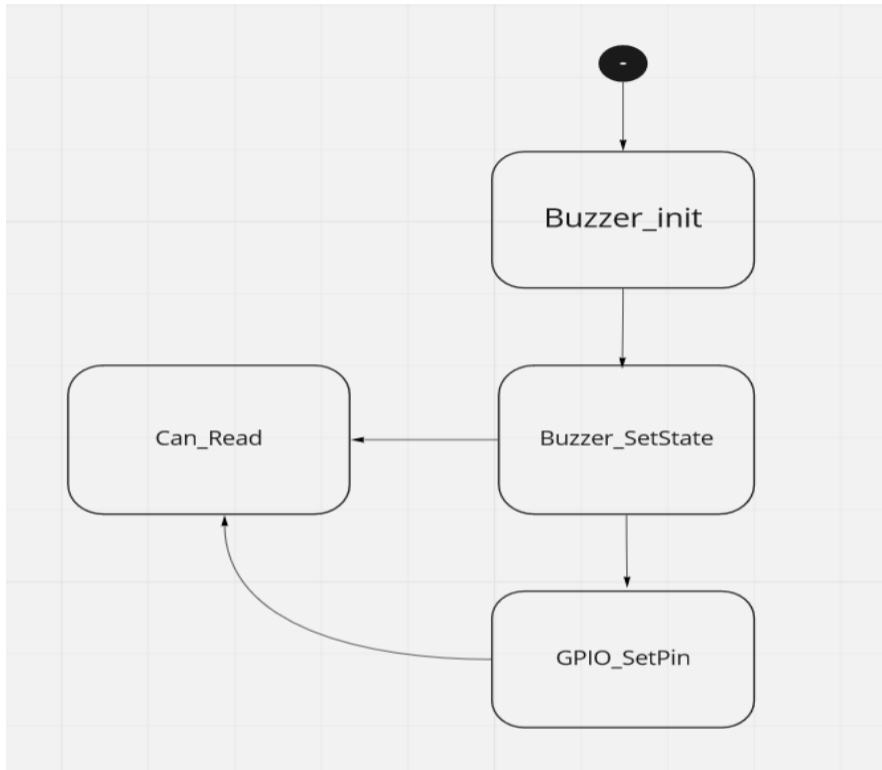 -
Buzzer_init
Can_Read
Buzzer_SetState
GPIO_SetPin